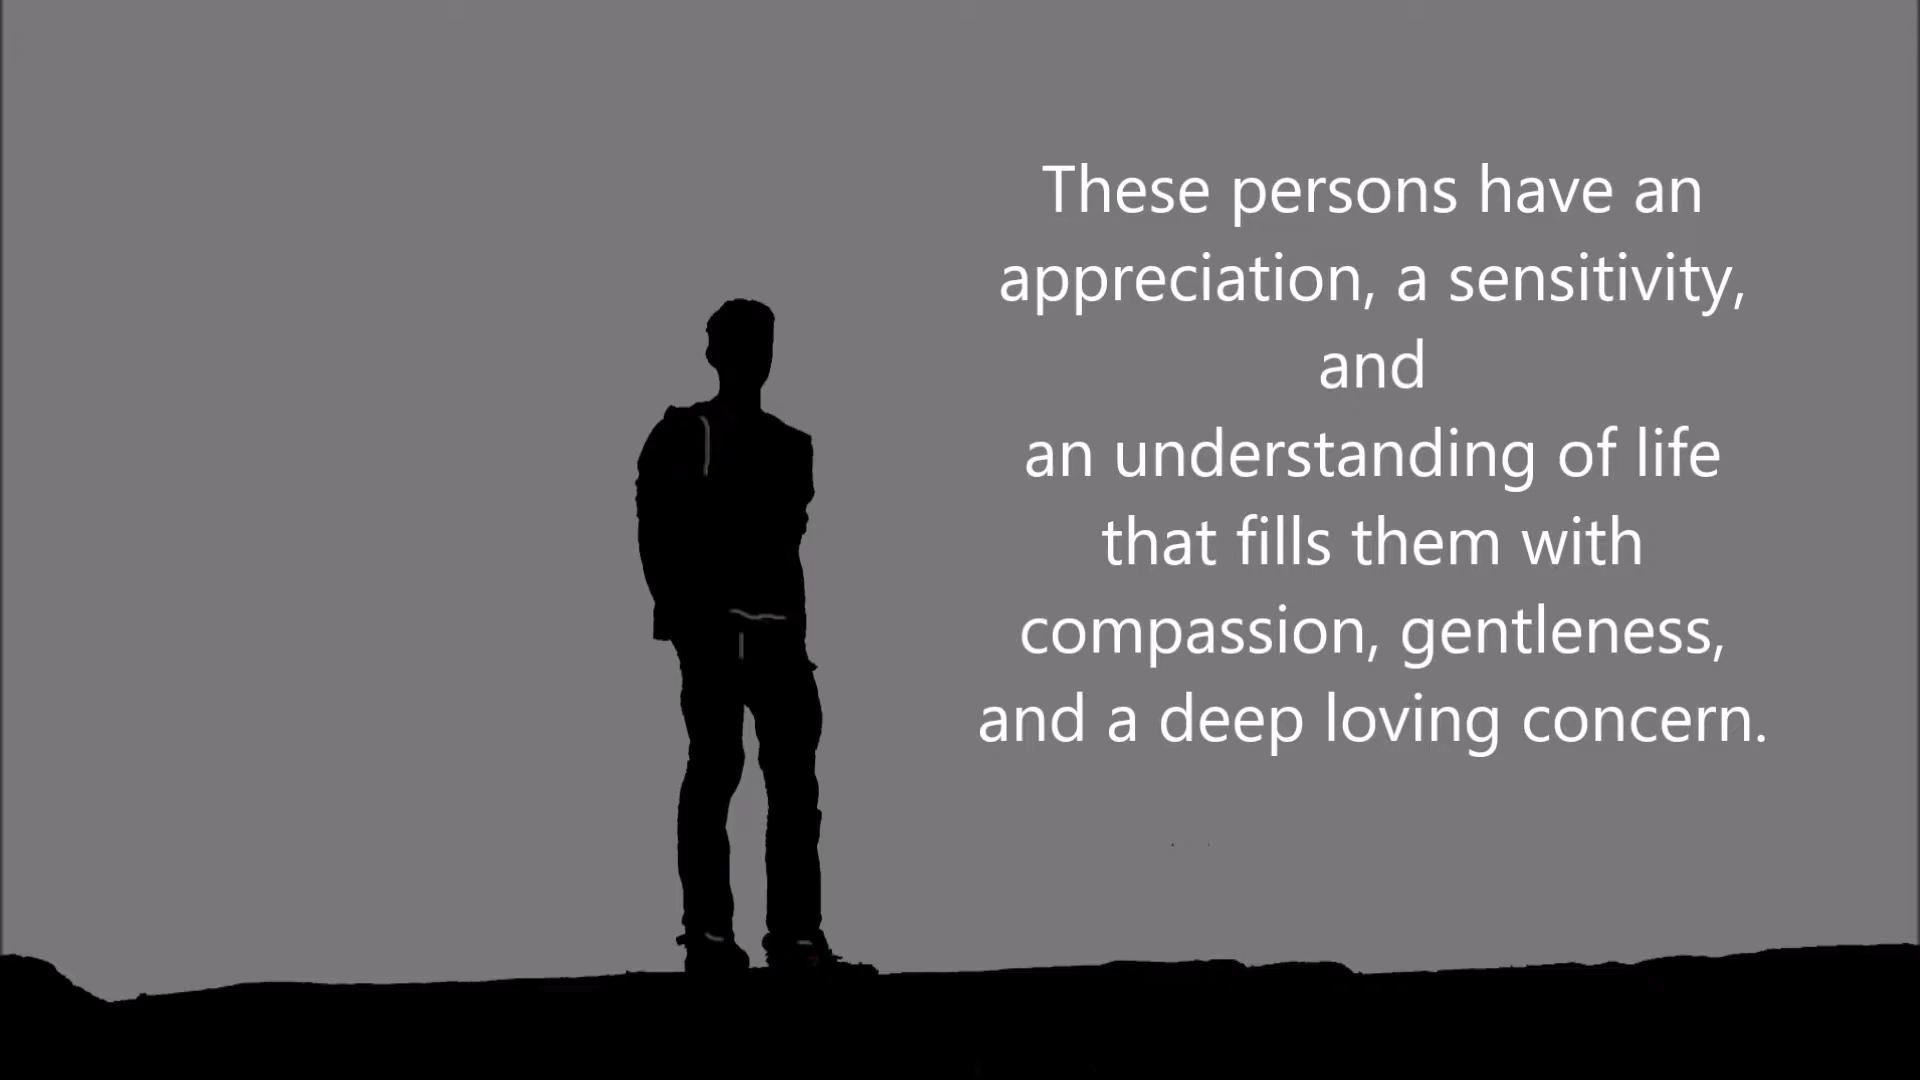 These persons have an
appreciation, a sensitivity,
and
an understanding of life
that fills them with
compassion, gentleness,
and a deep loving concern.